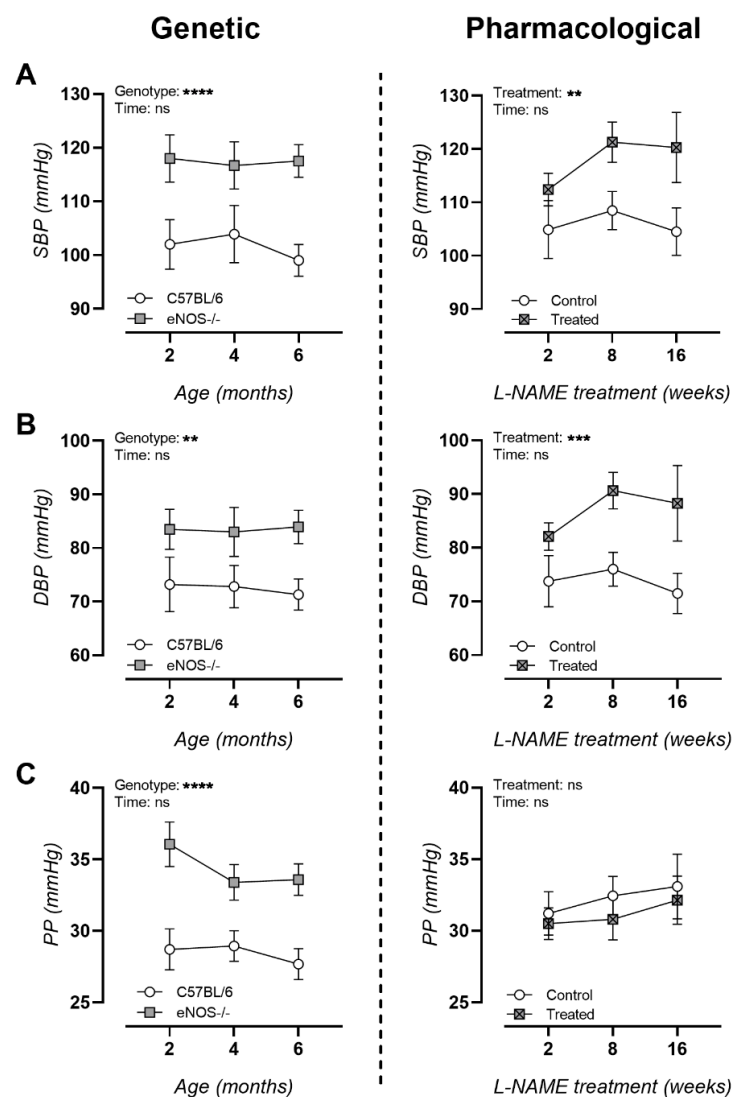 Genetic
Pharmacological
A
Genotype: ****
Time: ns
SBP (mmHg)
130
120
110
100
90
C57BL/6
eNOS-/-
2 4 6
Age (months)
Treatment: **
Time: ns
SBP (mmHg)
130
120
110
100
90
Control
Treated
2 8 16
L-NAME treatment (weeks)
B
Genotype: **
Time: ns
DBP (mmHg)
100
90
80
70
60
C57BL/6
eNOS-/-
2 4 6
Age (months)
Treatment: ***
Time: ns
DBP (mmHg)
100
90
80
70
60
Control
Treated
2 8 16
L-NAME treatment (weeks)
C
Genotype: ****
Time: ns
PP (mmHg)
40
35
30
25
C57BL/6
eNOS-/-
2 4 6
Age (months)
Treatment: ns
Time: ns
PP (mmHg)
40
35
30
25
Control
Treated
2 8 16
L-NAME treatment (weeks)